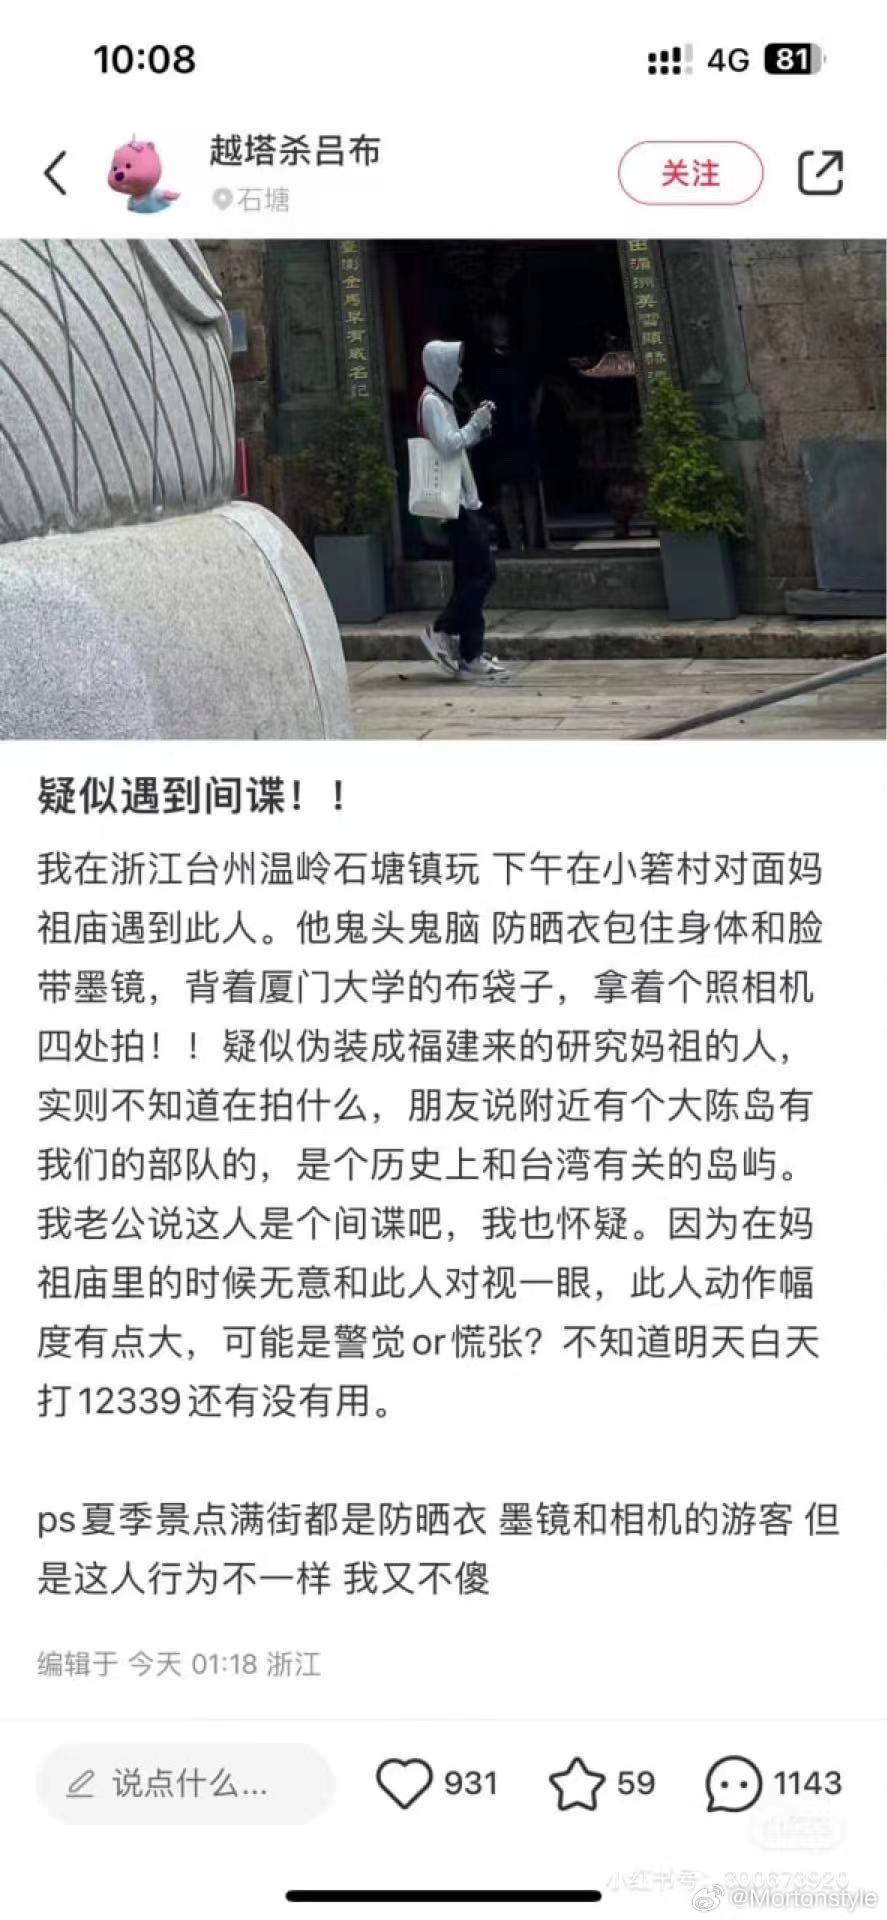 10:08
4G
81
越塔杀吕布
石塘
关注
疑似遇到间谍！！
我在浙江台州温岭石塘镇玩 下午在小箬村对面妈
祖庙遇到此人。他鬼头鬼脑 防晒衣包住身体和脸
带墨镜，背着厦门大学的布袋子，拿着个照相机
四处拍！！疑似伪装成福建来的研究妈祖的人，
实则不知道在拍什么，朋友说附近有个大陈岛有
我们的部队的，是个历史上和台湾有关的岛屿。
我老公说这人是个间谍吧，我也怀疑。因为在妈
祖庙里的时候无意和此人对视一眼，此人动作幅
度有点大，可能是警觉or慌张？不知道明天白天
打12339还有没有用。
ps夏季景点满街都是防晒衣 墨镜和相机的游客 但
是这人行为不一样 我又不傻
编辑于 今天 01:18 浙江
说点什么...
931
59
1143
小红书号：300673920
@Mortonstyle